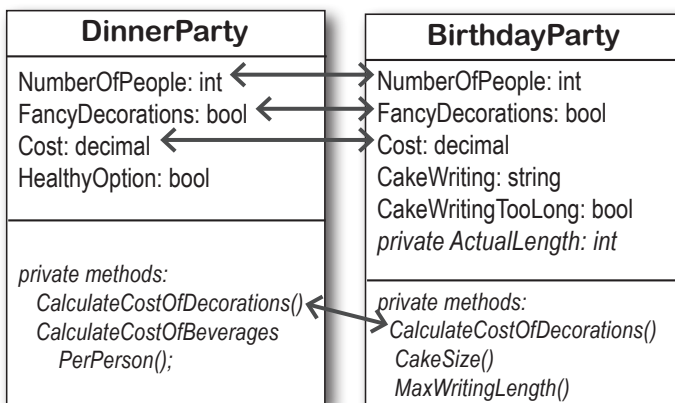 DinnerParty
NumberOfPeople: int
FancyDecorations: bool
Cost: decimal
HealthyOption: bool
private methods:
CalculateCostOfDecorations()
CalculateCostOfBeverages
PerPerson();
BirthdayParty
NumberOfPeople: int
FancyDecorations: bool
Cost: decimal
CakeWriting: string
CakeWritingTooLong: bool
private ActualLength: int
private methods:
CalculateCostOfDecorations()
CakeSize()
MaxWritingLength()